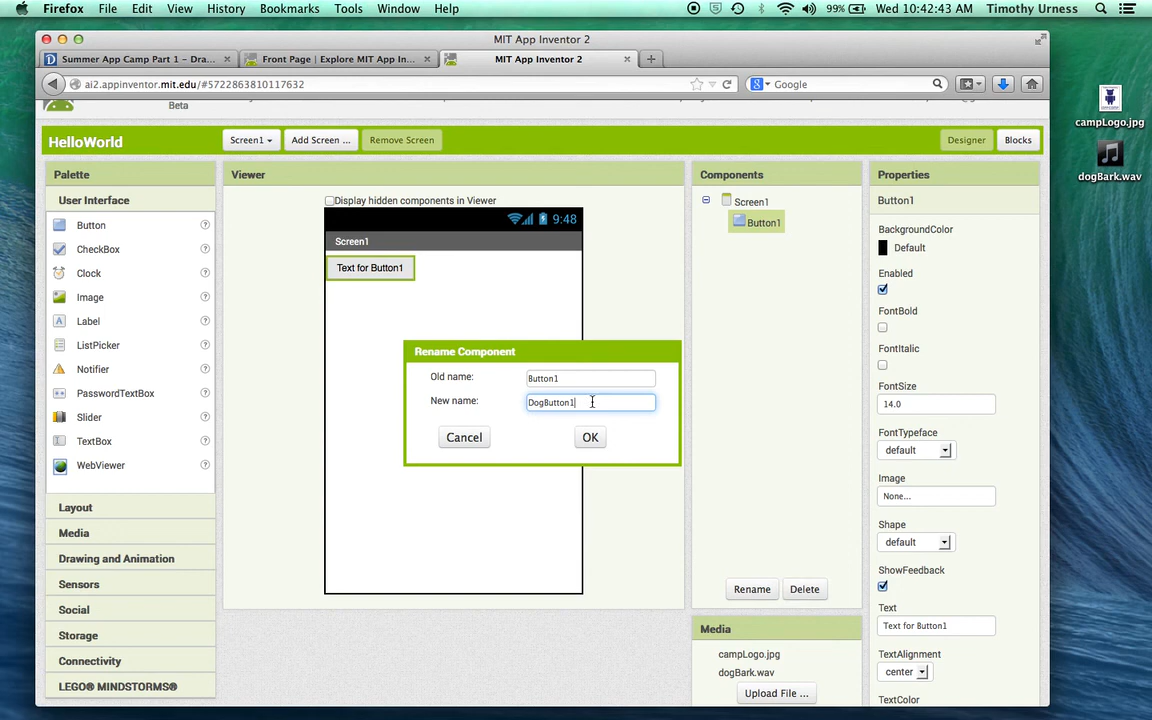 Firefox File Edit View History Bookmarks Tools Window Help 99% Wed 10:42:43 AM Timothy Urness
MIT App Inventor 2
Summer App Camp Part 1 – Dra... × Front Page | Explore MIT App In... × MIT App Inventor 2 × +
ai2.appinventor.mit.edu/#5722863810117632 Google
Beta
campLogo.jpg
dogBark.wav
HelloWorld Screen1 Add Screen ... Remove Screen Designer Blocks
Palette
User Interface
Button
CheckBox
Clock
Image
Label
ListPicker
Notifier
PasswordTextBox
Slider
TextBox
WebViewer
Layout
Media
Drawing and Animation
Sensors
Social
Storage
Connectivity
LEGO® MINDSTORMS®
Viewer
Display hidden components in Viewer
9:48
Screen1
Text for Button1
Rename Component
Old name: Button1
New name: DogButton1
Cancel OK
Components
Screen1
Button1
Rename Delete
Media
campLogo.jpg
dogBark.wav
Upload File ...
Properties
Button1
BackgroundColor
Default
Enabled
FontBold
FontItalic
FontSize
14.0
FontTypeface
default
Image
None...
Shape
default
ShowFeedback
Text
Text for Button1
TextAlignment
center
TextColor